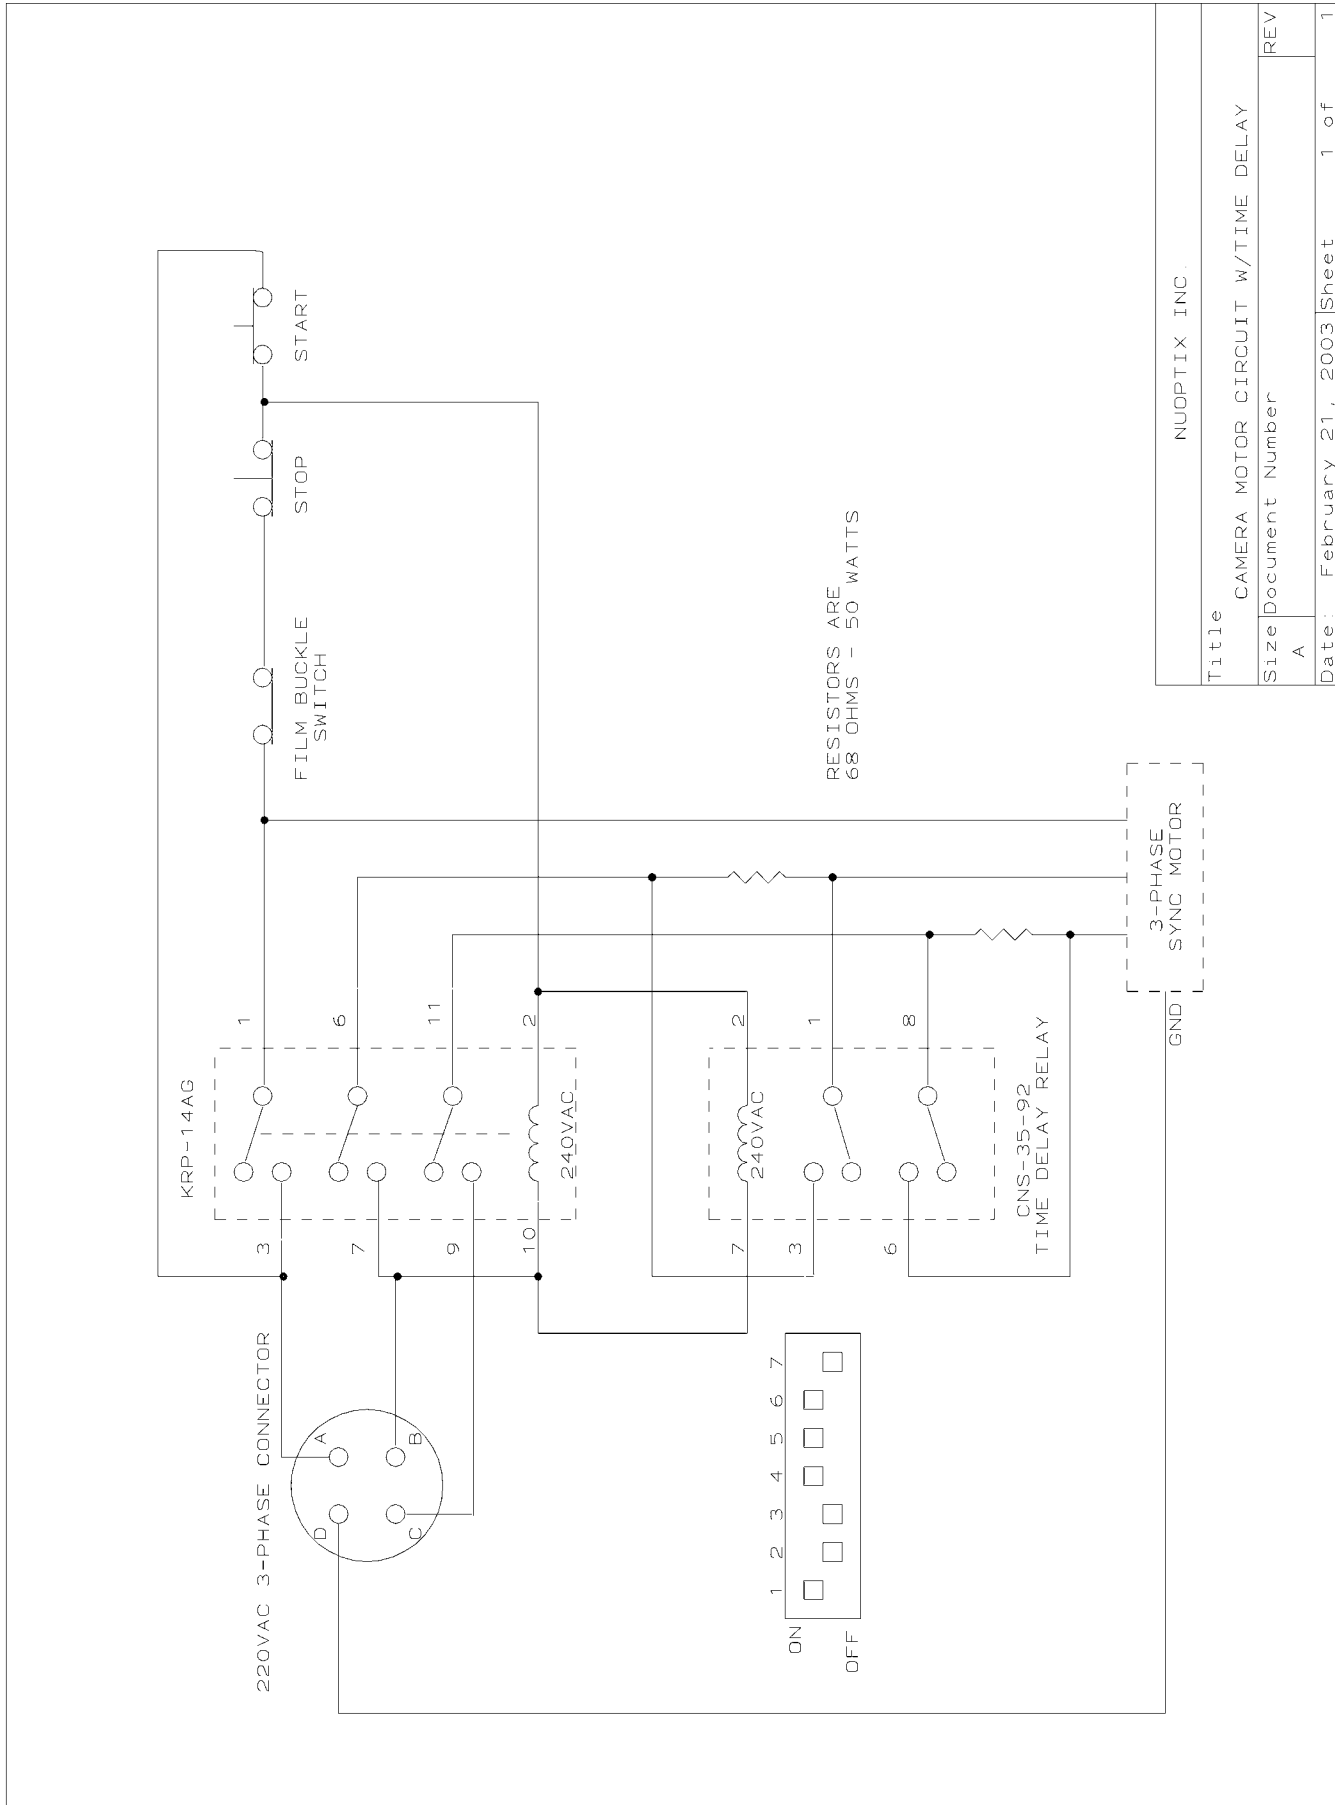 220VAC 3-PHASE CONNECTOR
A
B
C
D
KRP-14AG
3
7
9
10
1
6
11
2
240VAC
FILM BUCKLE
SWITCH
STOP
START
ON
OFF
1 2 3 4 5 6 7
7
3
6
2
1
8
240VAC
CNS-35-92
TIME DELAY RELAY
RESISTORS ARE
68 OHMS - 50 WATTS
3-PHASE
SYNC MOTOR
GND
NUOPTIX INC.
Title
CAMERA MOTOR CIRCUIT W/TIME DELAY
Size Document Number REV
A
Date: February 21, 2003 Sheet 1 of 1